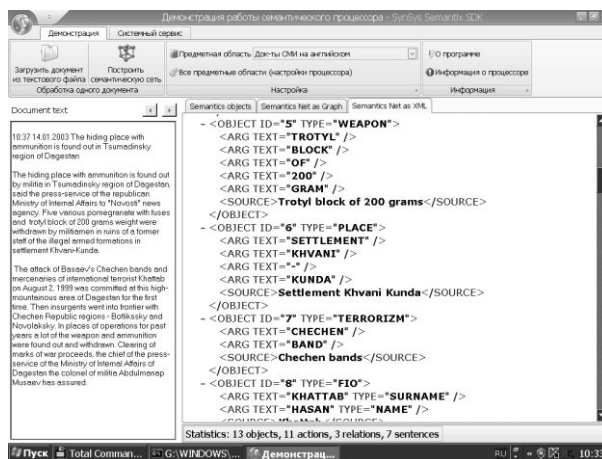 Демонстрация работы семантического процессора - SynSys Semantix SDK
Демонстрация Системный сервис
Загрузить документ из текстового файла
Построить семантическую сеть
Обработка одного документа
Предметная область Док-ты СМИ на английском
Все предметные области (настройки процессора)
Настройка
О программе
Информация о процессоре
Информация
Document text
10:37 14.01.2003 The hiding place with
ammunition is found out in Tsumadinsky
region of Dagestan
The hiding place with ammunition is found out
by militia in Tsumadinsky region of Dagestan,
said the press-service of the republican
Ministry of Internal Affairs to "Novosti" news
agency. Five various pomegranate with fuses
and trotyl block of 200 grams weight were
withdrawn by militiamen in ruins of a former
staff of the illegal armed formations in
settlement Khvani-Kunda.
The attack of Basaev's Chechen bands and
mercenaries of international terrorist Khattab
on August 2, 1999 was committed at this high-
mountainous area of Dagestan for the first
time. Then insurgents went into frontier with
Chechen Republic regions - Botlikssky and
Novolaksky. In places of operations for past
years a lot of the weapon and ammunition
were found out and withdrawn. Clearing of
marks of war proceeds, the chief of the press-
service of the Ministry of Internal Affairs of
Dagestan the colonel of militia Abdulmanap
Musaev has assured.
Semantics objects Semantics Net as Graph Semantics Net as XML
- <OBJECT ID="5" TYPE="WEAPON">
<ARG TEXT="TROTYL" />
<ARG TEXT="BLOCK" />
<ARG TEXT="OF" />
<ARG TEXT="200" />
<ARG TEXT="GRAM" />
<SOURCE>Trotyl block of 200 grams</SOURCE>
</OBJECT>
- <OBJECT ID="6" TYPE="PLACE">
<ARG TEXT="SETTLEMENT" />
<ARG TEXT="KHVANI" />
<ARG TEXT="-" />
<ARG TEXT="KUNDA" />
<SOURCE>Settlement Khvani Kunda</SOURCE>
</OBJECT>
- <OBJECT ID="7" TYPE="TERRORIZM">
<ARG TEXT="CHECHEN" />
<ARG TEXT="BAND" />
<SOURCE>Chechen bands</SOURCE>
</OBJECT>
- <OBJECT ID="8" TYPE="FIO">
<ARG TEXT="KHATTAB" TYPE="SURNAME" />
<ARG TEXT="HASAN" TYPE="NAME" />
Statistics: 13 objects, 11 actions, 3 relations, 7 sentences
Пуск Total Comman... G:\WINDOWS\... Демонстрац... RU « 10:33